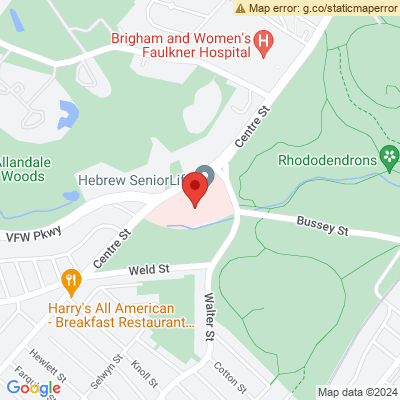 Map error: g.co/staticmaperror
Brigham and Women's
Faulkner Hospital
H
Centre St
Rhododendrons
Allandale
Woods
Hebrew SeniorLife
VFW Pkwy
Centre St
Bussey St
Weld St
Walter St
Harry's All American
- Breakfast Restaurant...
Hewlett St
Farquhar St
Selwyn St
Knoll St
Cotton St
Google
Map data ©2024